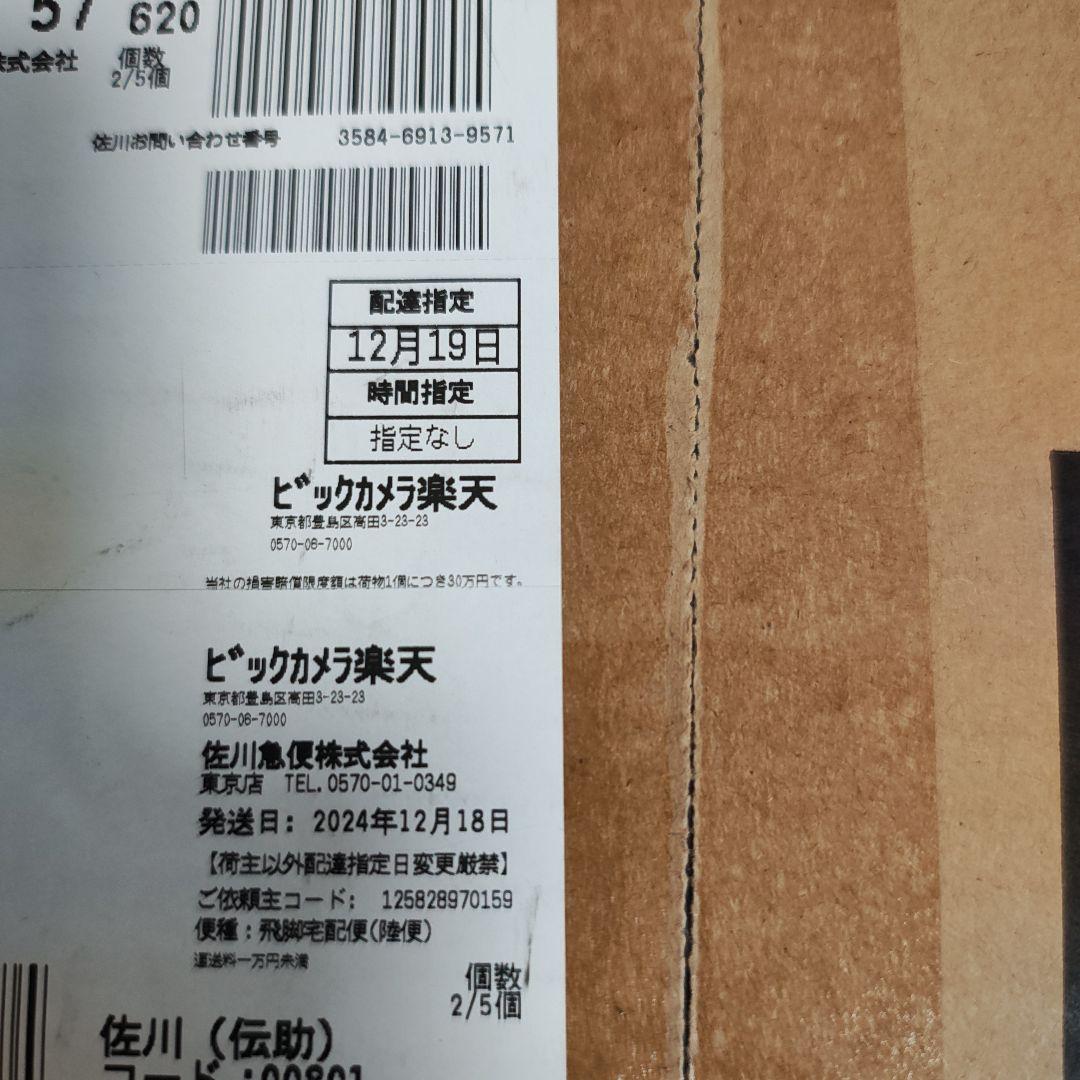 57 620
株式会社 個数
2/5個
佐川お問い合わせ番号 3584-6913-9571
配達指定
12月19日
時間指定
指定なし
ビックカメラ楽天
東京都豊島区高田3-23-23
0570-06-7000
当社の損害賠償限度額は荷物1個につき30万円です。
ビックカメラ楽天
東京都豊島区高田3-23-23
0570-06-7000
佐川急便株式会社
東京店 TEL.0570-01-0349
発送日: 2024年12月18日
【荷主以外配達指定日変更厳禁】
ご依頼主コード: 125828970159
便種:飛脚宅配便(陸便)
運送料一万円未満
個数
2/5個
佐川(伝助)
コード:00801